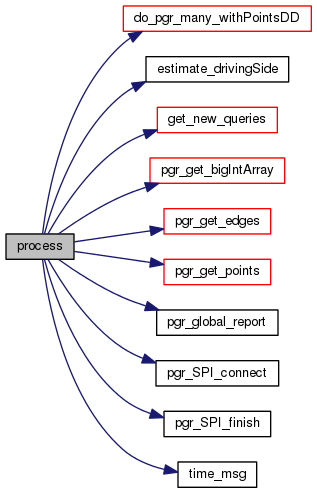 do_pgr_many_withPointsDD
estimate_drivingSide
get_new_queries
pgr_get_bigIntArray
pgr_get_edges
process
pgr_get_points
pgr_global_report
pgr_SPI_connect
pgr_SPI_finish
time_msg